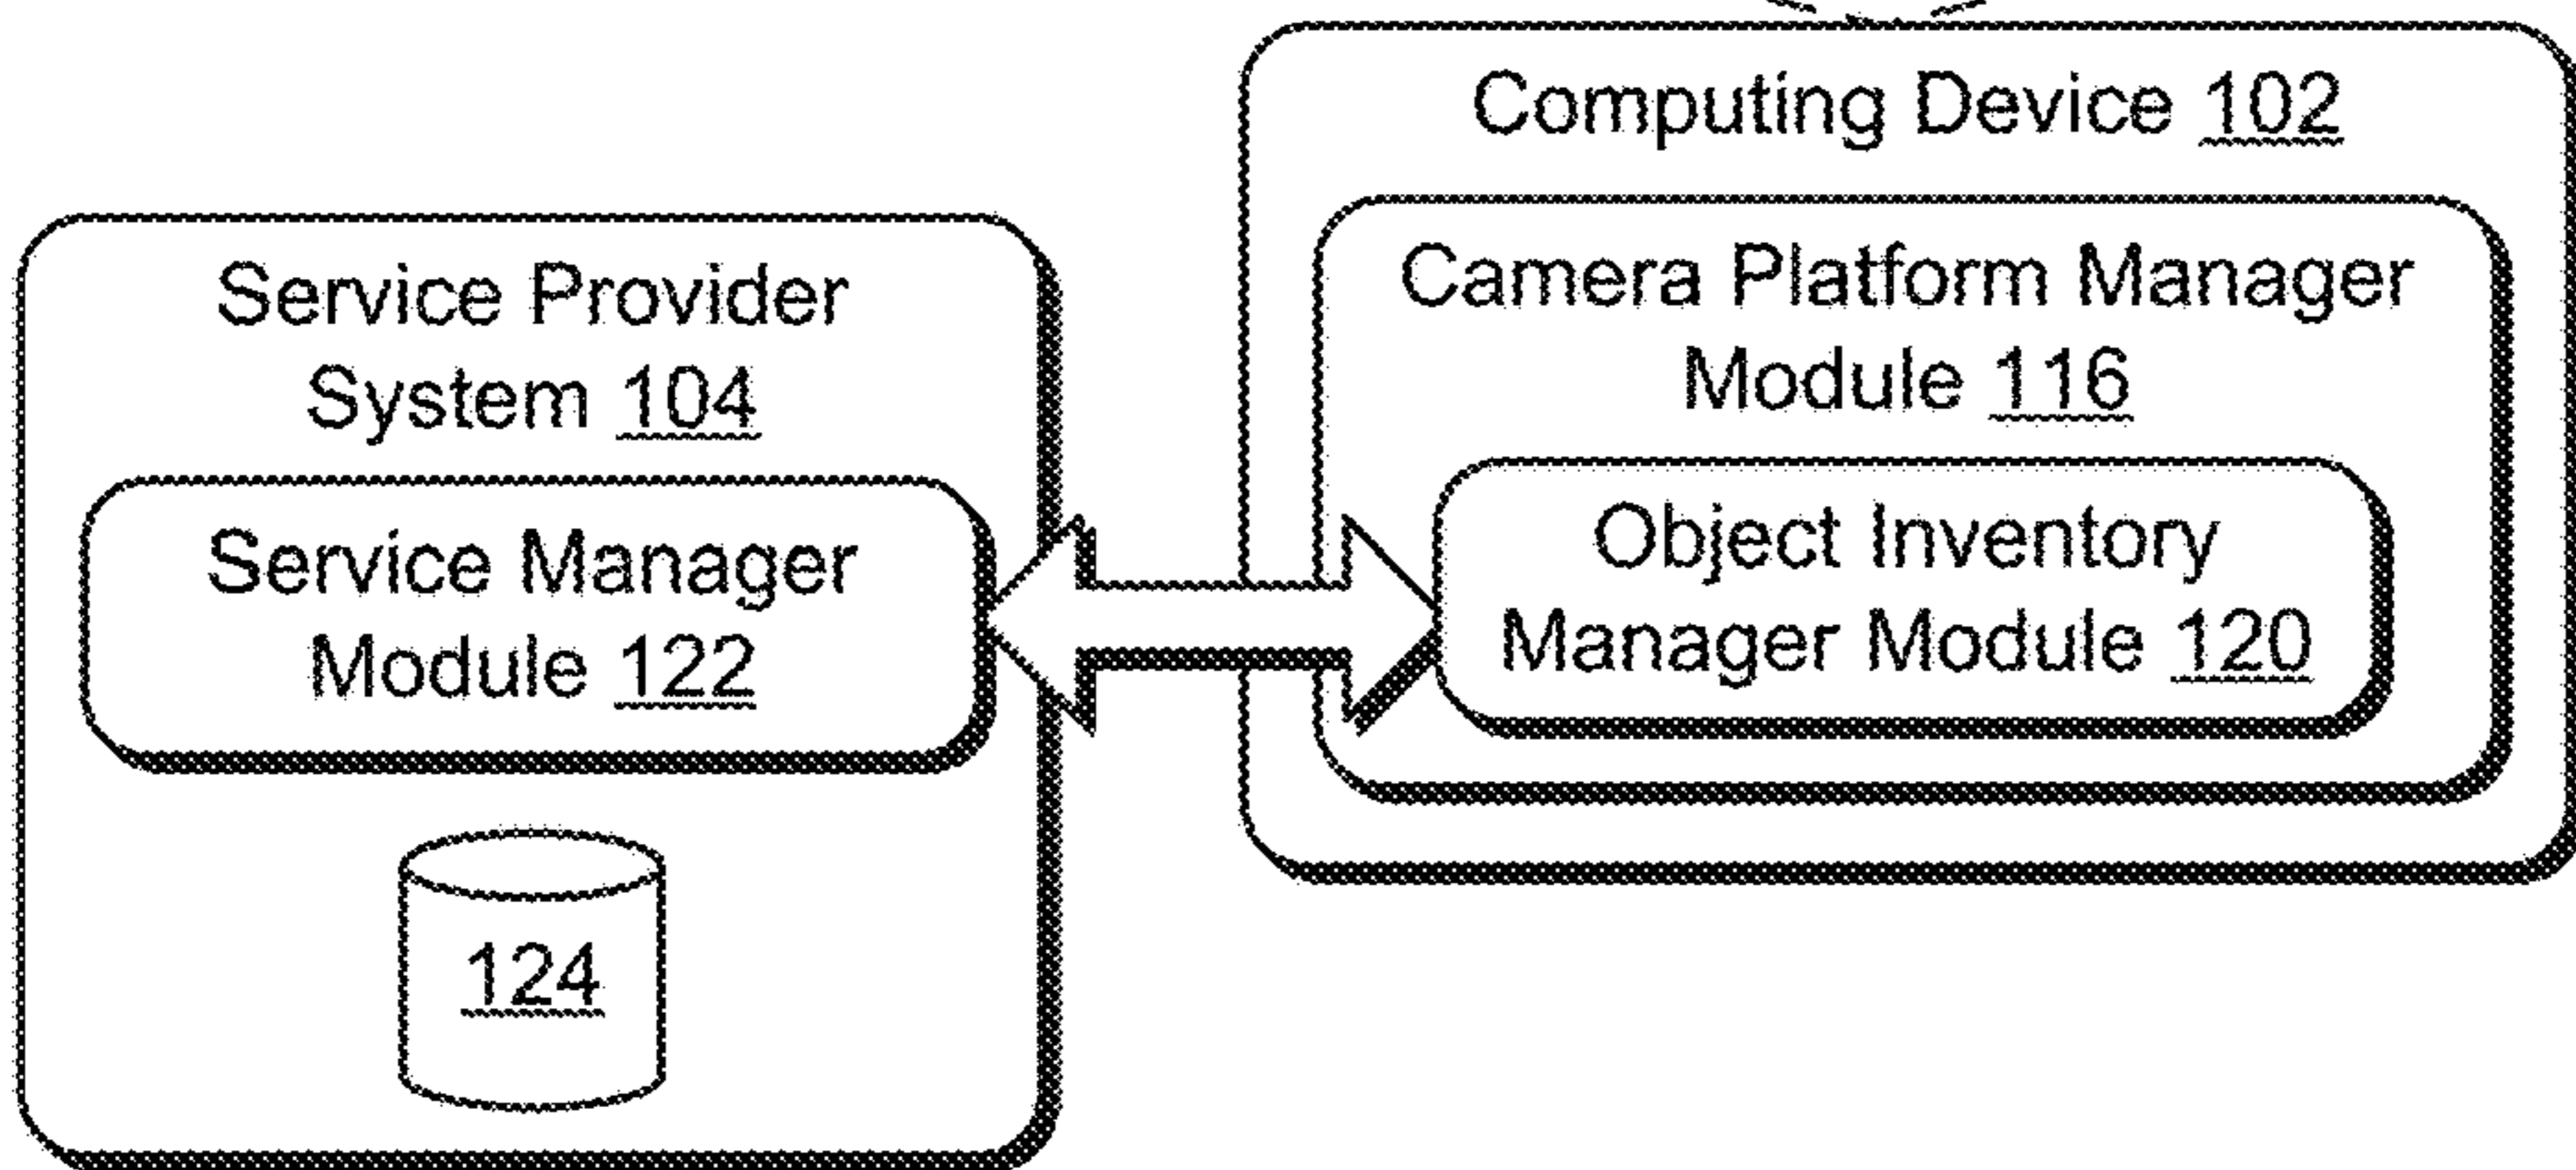 Computing Device 102
Camera Platform Manager
Module 116
Object Inventory
Manager Module 120
Service Provider
System 104
Service Manager
Module 122
124